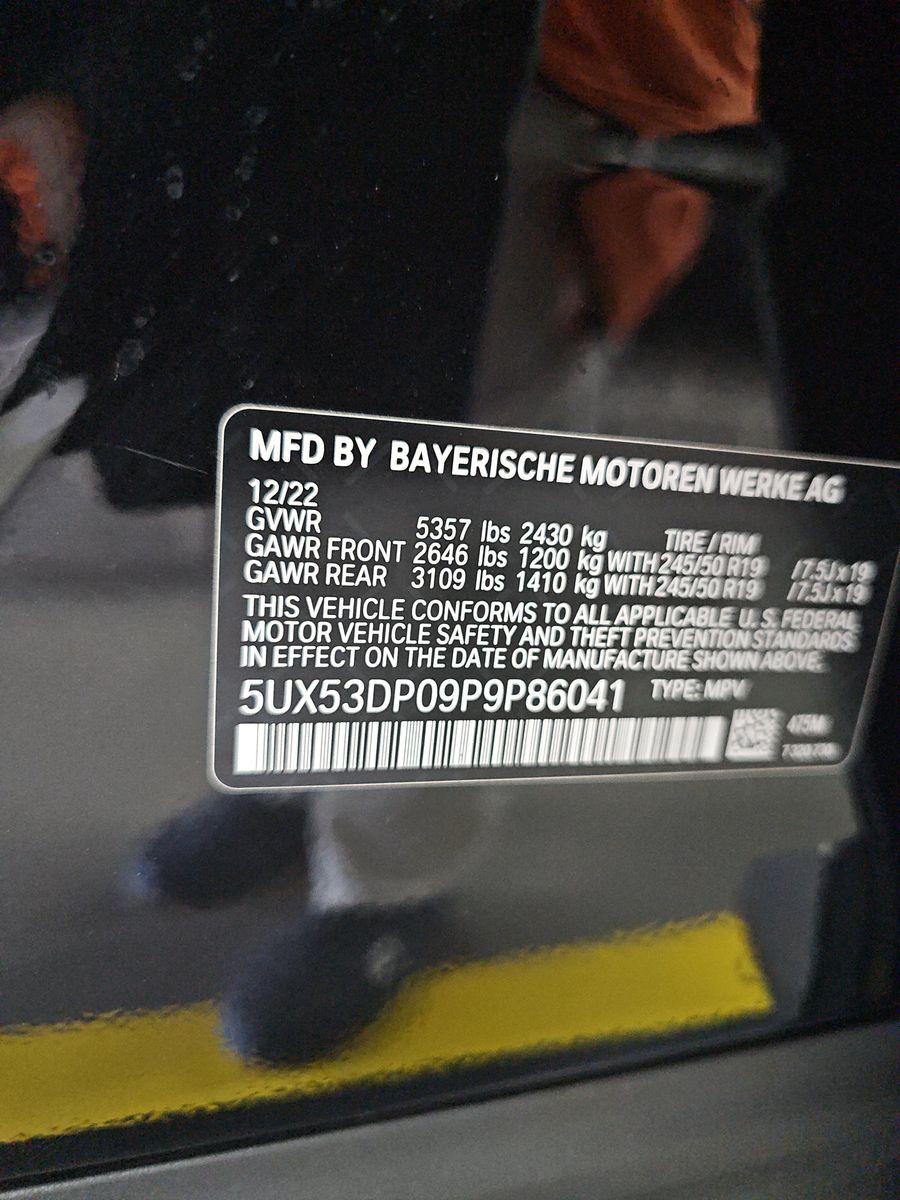 MFD BY BAYERISCHE MOTOREN WERKE AG
12/22
GVWR 5357 lbs 2430 kg TIRE / RIM
GAWR FRONT 2646 lbs 1200 kg WITH 245/50 R19 /7.5Jx19
GAWR REAR 3109 lbs 1410 kg WITH 245/50 R19 /7.5Jx19
THIS VEHICLE CONFORMS TO ALL APPLICABLE U.S. FEDERAL
MOTOR VEHICLE SAFETY AND THEFT PREVENTION STANDARDS
IN EFFECT ON THE DATE OF MANUFACTURE SHOWN ABOVE.
5UX53DP09P9P86041 TYPE: MPV